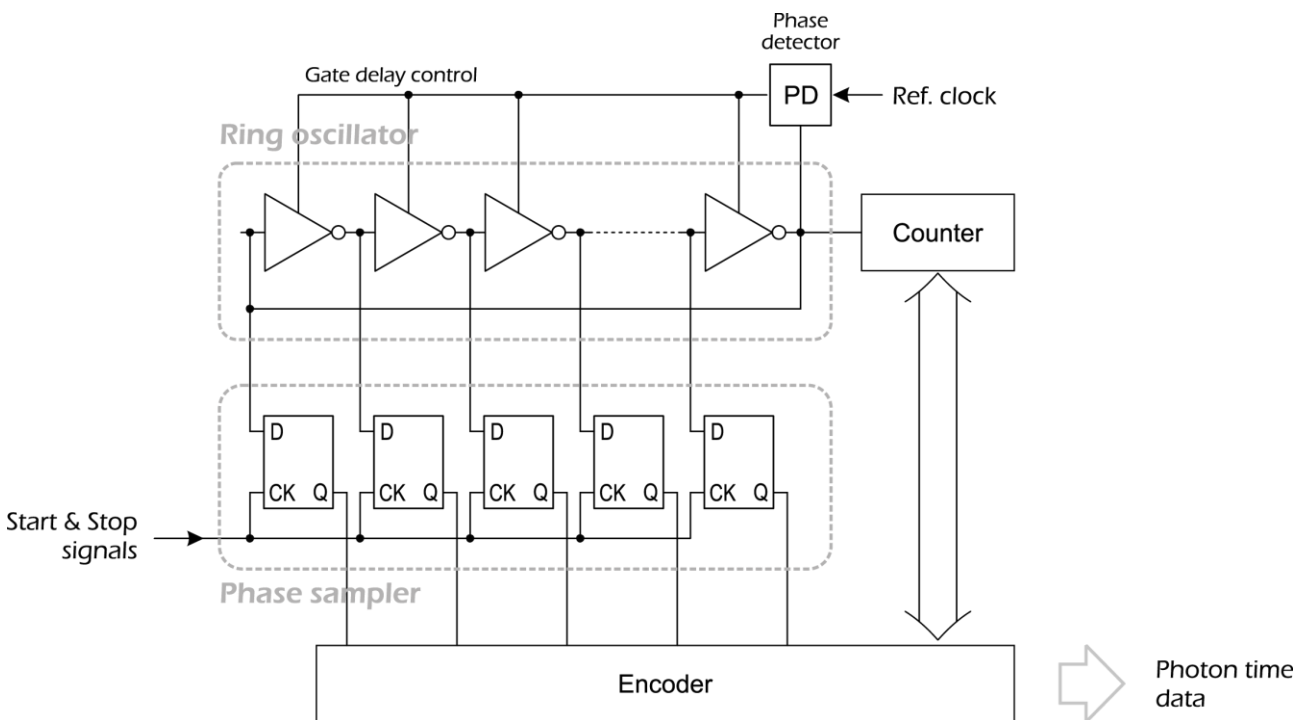 Phase
detector
Gate delay control
PD
Ref. clock
Ring oscillator
Counter
D
D
D
D
D
CK Q
CK Q
CK Q
CK Q
CK Q
Start & Stop
signals
Phase sampler
Encoder
Photon time
data